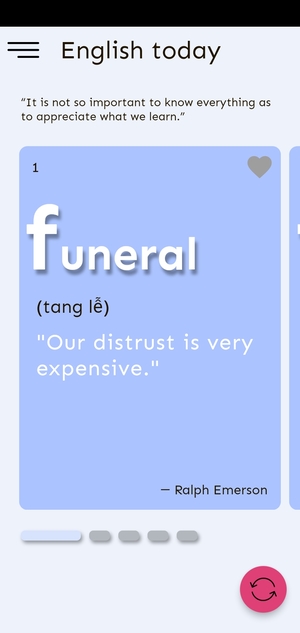 English today
“It is not so important to know everything as
to appreciate what we learn.”
1
funeral
(tang lễ)
"Our distrust is very
expensive."
— Ralph Emerson